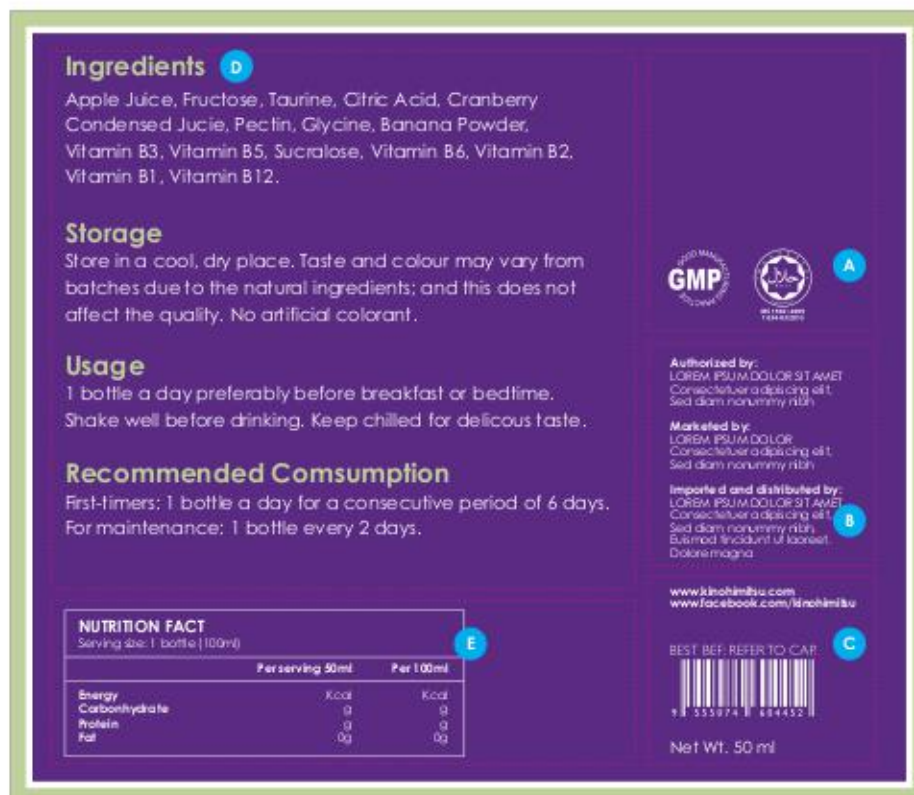 Ingredients D
Apple Juice, Fructose, Taurine, Citric Acid, Cranberry
Condensed Jucie, Pectin, Glycine, Banana Powder,
Vitamin B3, Vitamin B5, Sucralose, Vitamin B6, Vitamin B2,
Vitamin B1, Vitamin B12.
Storage
Store in a cool, dry place. Taste and colour may vary from
batches due to the natural ingredients; and this does not
affect the quality. No artificial colorant.
Usage
1 bottle a day preferably before breakfast or bedtime.
Shake well before drinking. Keep chilled for delicous taste.
Recommended Comsumption
First-timers: 1 bottle a day for a consecutive period of 6 days.
For maintenance: 1 bottle every 2 days.
NUTRITION FACT
Serving size: 1 bottle (100ml)
E
Per serving 50ml Per 100ml
Energy Kcal Kcal
Carbonhydrate g g
Protein g g
Fat 0g 0g
GOOD MANUFACTURING PRACTICE
GMP
حلال
A
Authorized by:
LOREM IPSUM DOLOR SIT AMET
Consectetuer adipiscing elit,
Sed diam nonummy nibh
Marketed by:
LOREM IPSUM DOLOR
Consectetuer adipiscing elit,
Sed diam nonummy nibh
Imported and distributed by:
LOREM IPSUM DOLOR SIT AMET
Consectetuer adipiscing elit,
Sed diam nonummy nibh,
Euismod tincidunt ut laoreet.
Dolore magna
B
www.kinohimitsu.com
www.facebook.com/kinohimitsu
BEST BEF: REFER TO CAP.
C
9 555074 604452
Net Wt. 50 ml